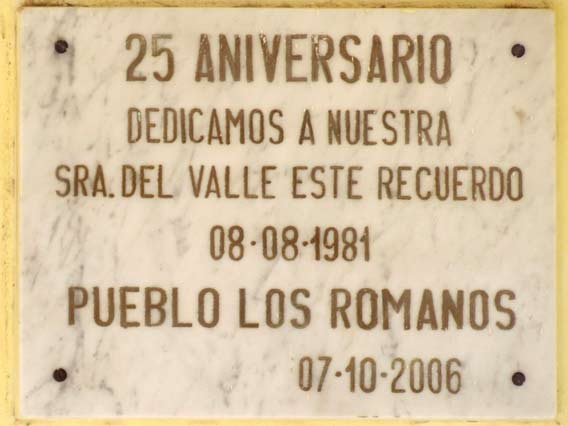 25 ANIVERSARIO
DEDICAMOS A NUESTRA
SRA. DEL VALLE ESTE RECUERDO
08·08·1981
PUEBLO LOS ROMANOS
07·10·2006